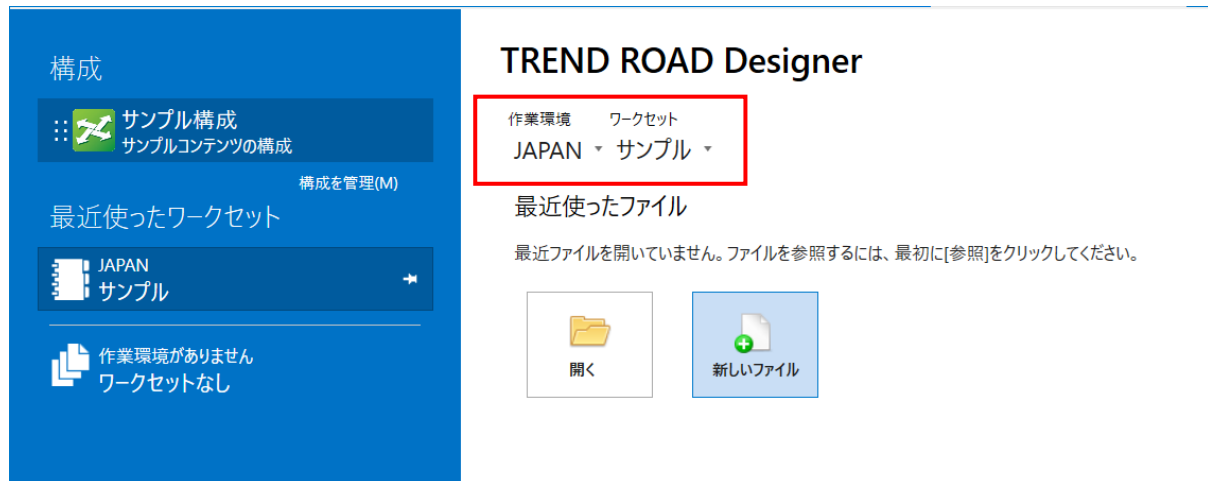 構成
サンプル構成
サンプルコンテンツの構成
構成を管理(M)
最近使ったワークセット
JAPAN
サンプル
作業環境がありません
ワークセットなし
TREND ROAD Designer
作業環境 ワークセット
JAPAN サンプル
最近使ったファイル
最近ファイルを開いていません。ファイルを参照するには、最初に[参照]をクリックしてください。
開く 新しいファイル